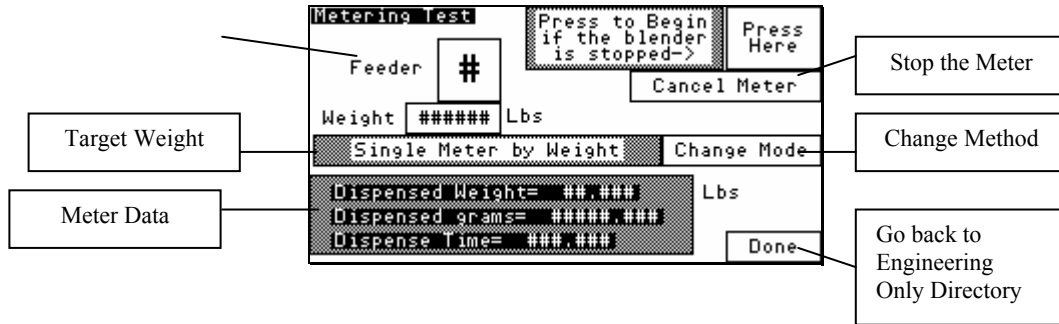 Metering Test
Press to Begin
if the blender
is stopped->
Press
Here
Feeder #
Cancel Meter
Stop the Meter
Weight ###### Lbs
Target Weight
Single Meter by Weight
Change Mode
Change Method
Meter Data
Dispensed Weight= ##.### Lbs
Dispensed grams= #####.###
Dispense Time= ###.###
Done
Go back to
Engineering
Only Directory